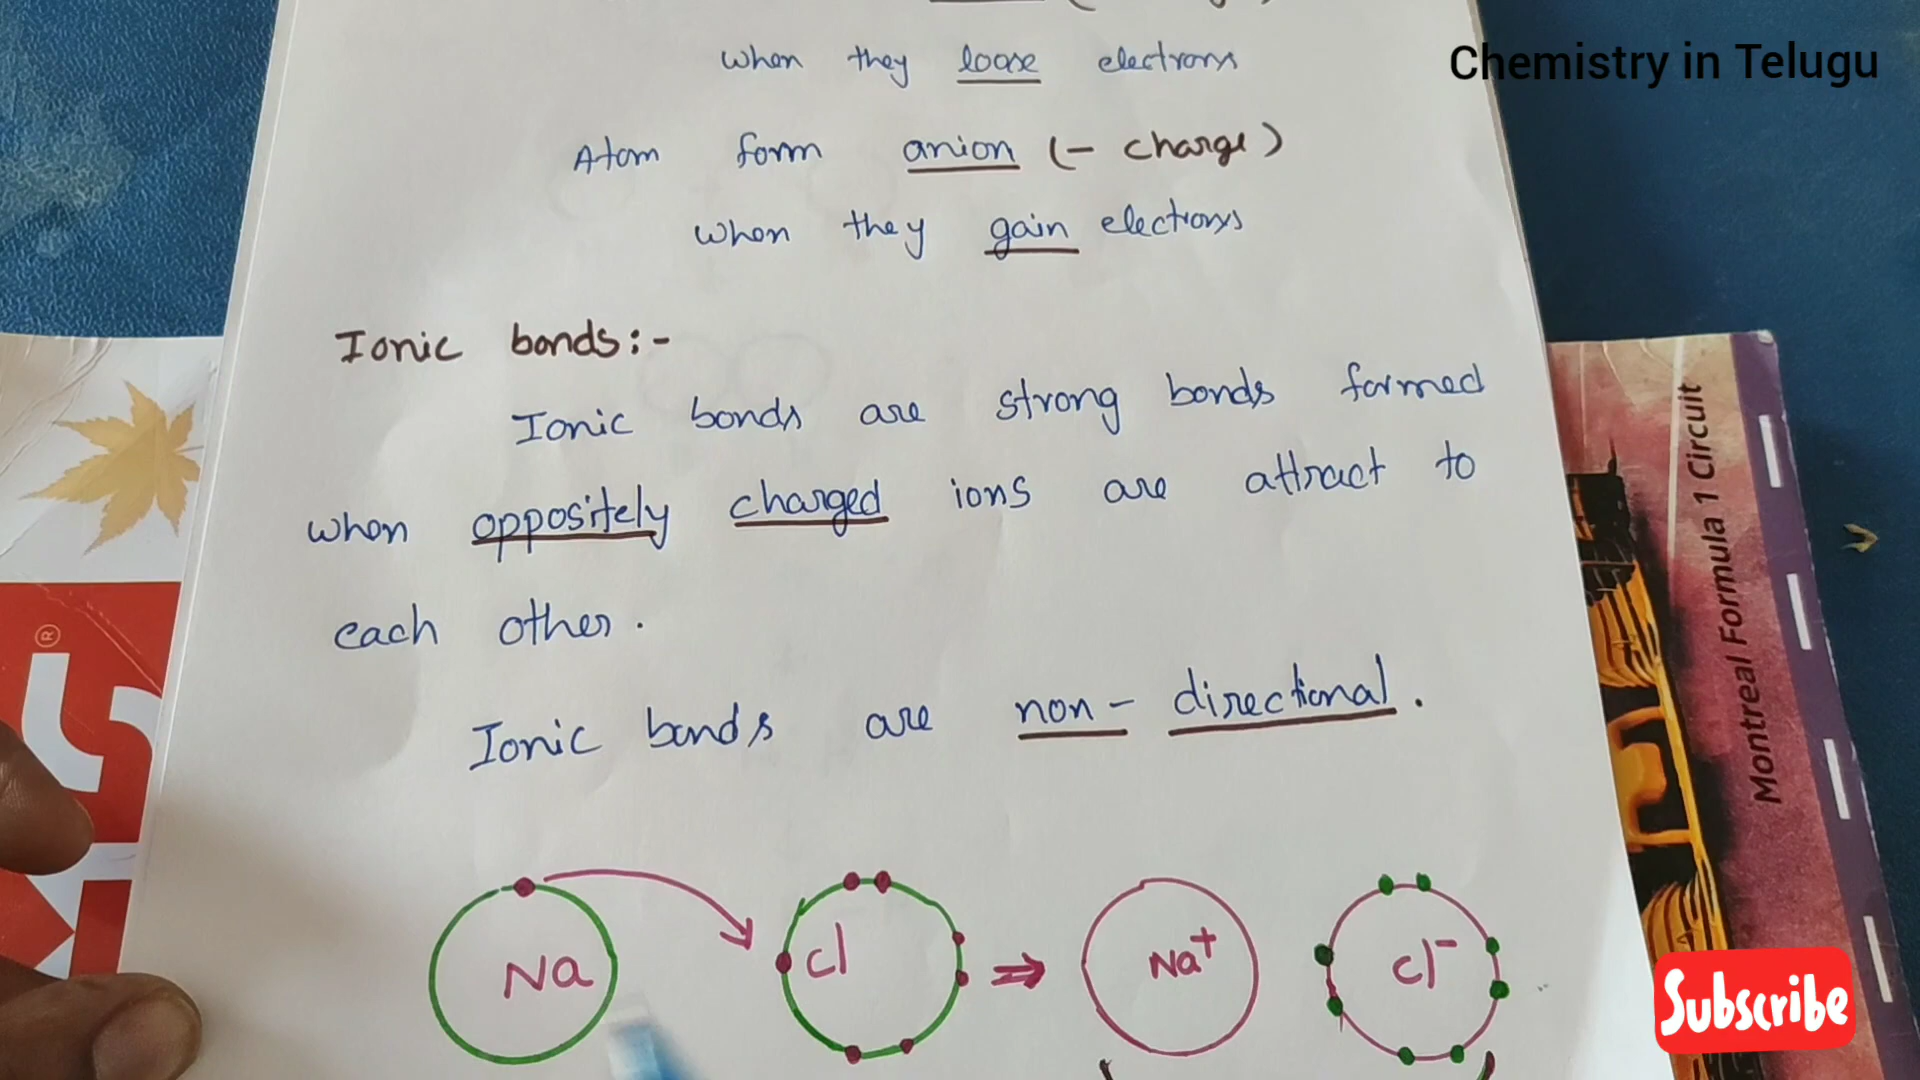 when they loose electrons
Chemistry in Telugu
Atom form anion (- charge)
when they gain electrons
Ionic bonds:-
Ionic bonds are strong bonds formed
when oppositely charged ions are attract to
each other.
Ionic bonds are non-directional.
Na Cl ⇒ Na+ Cl-
Montreal Formula 1 Circuit
®
Subscribe